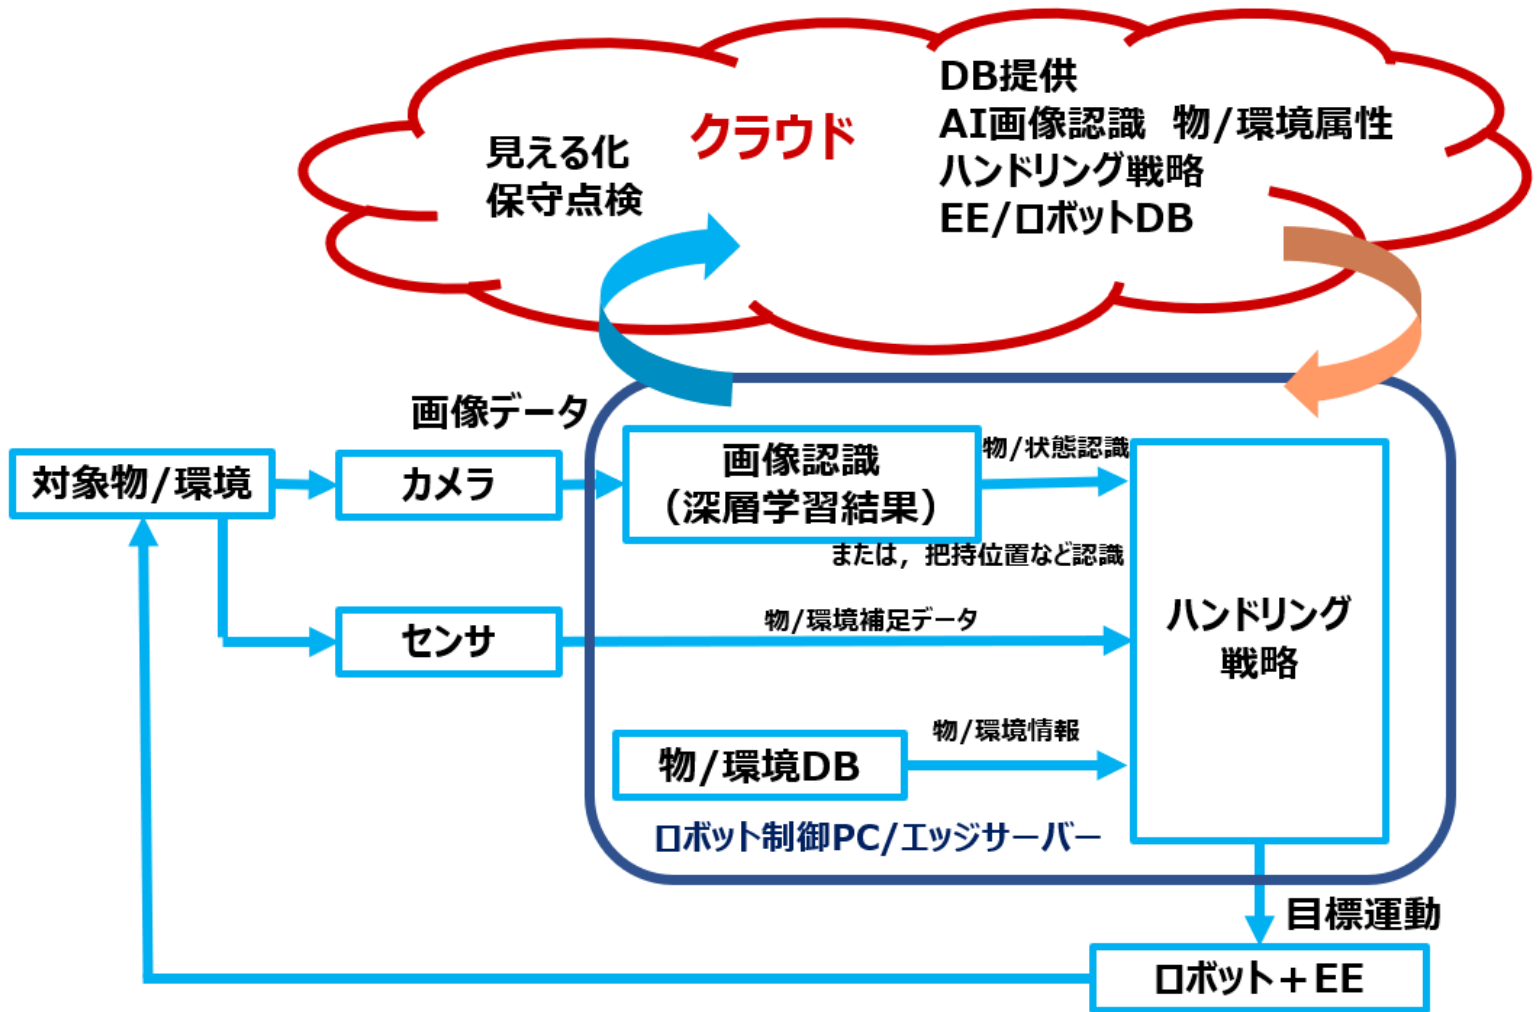 クラウド
見える化
保守点検
DB提供
AI画像認識 物/環境属性
ハンドリング戦略
EE/ロボットDB
画像データ
対象物/環境
カメラ
画像認識
（深層学習結果）
物/状態認識
または，把持位置など認識
センサ
物/環境補足データ
ハンドリング
戦略
物/環境DB
物/環境情報
ロボット制御PC/エッジサーバー
目標運動
ロボット＋EE